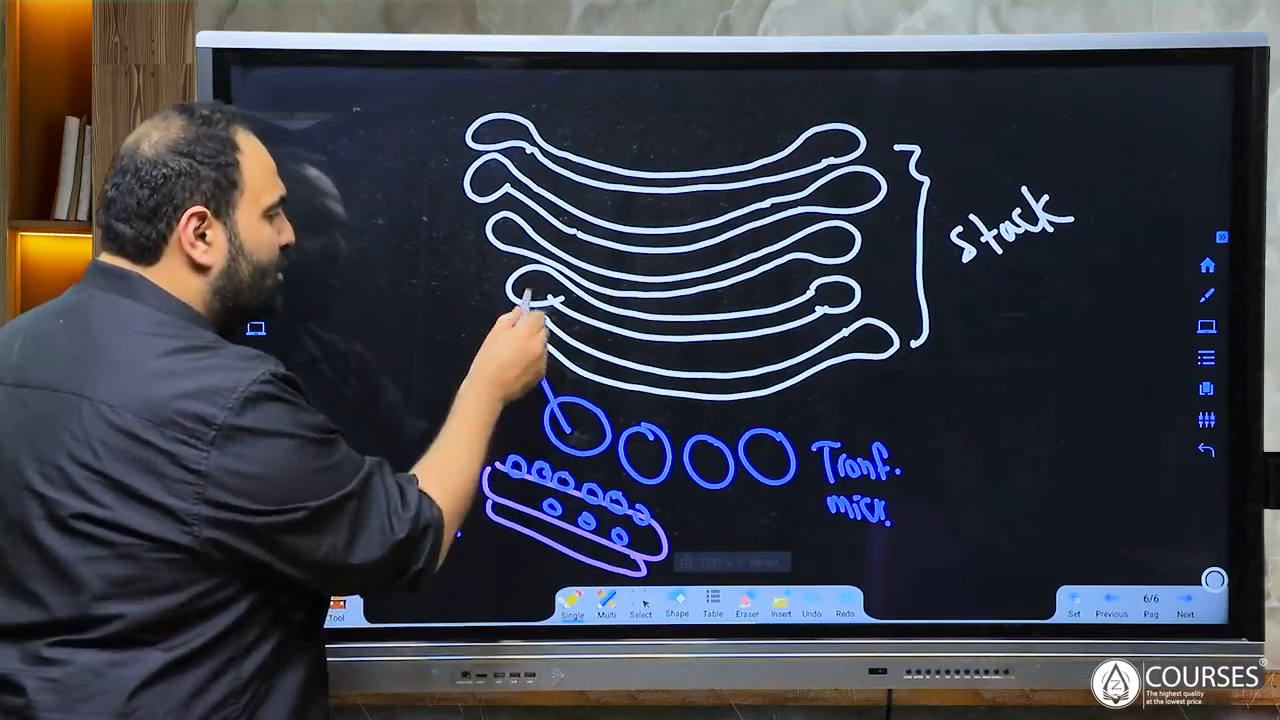 stack
Tranf.
micr.
Tool
Single
Multi
Select
Shape
Table
Eraser
Insert
Undo
Redo
Set
Previous
6/6
Pag
Next
COURSES®
The highest quality
at the lowest price